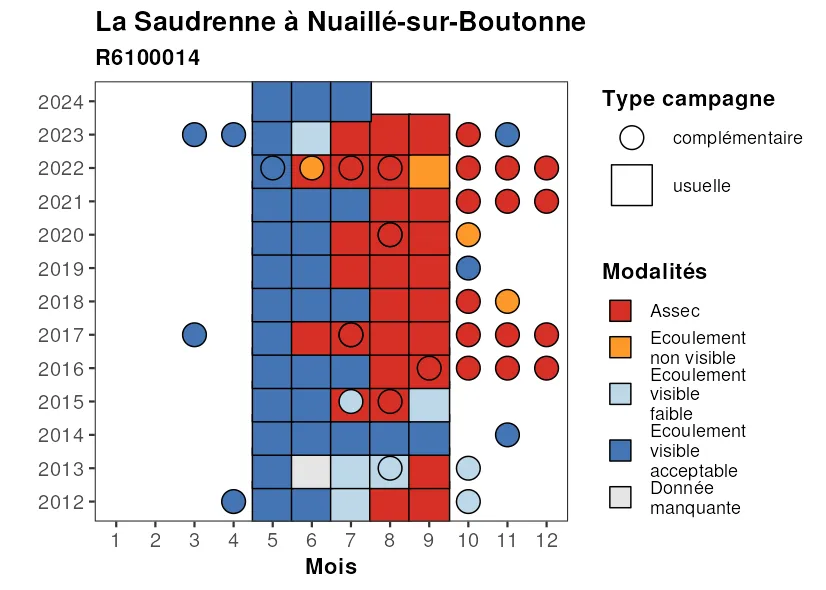 La Saudrenne à Nuaillé-sur-Boutonne
R6100014
2024
2023
2022
2021
2020
2019
2018
2017
2016
2015
2014
2013
2012
1 2 3 4 5 6 7 8 9 10 11 12
Mois
Type campagne
complémentaire
usuelle
Modalités
Assec
Ecoulement
non visible
Ecoulement
visible
faible
Ecoulement
visible
acceptable
Donnée
manquante